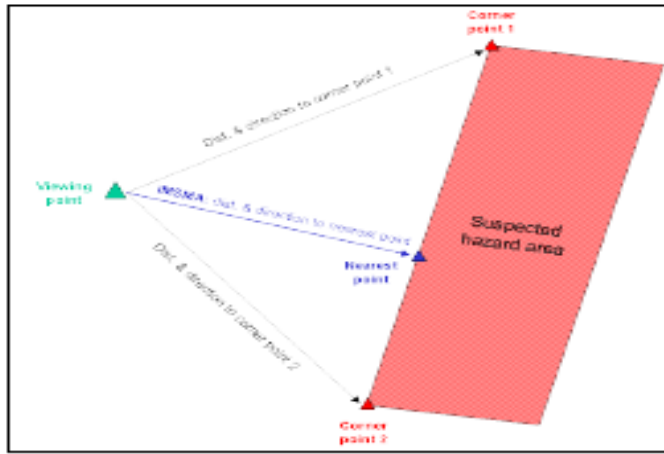 Corner
point 1
Dist. & direction to corner point 1
Viewing
point
IMSMA: dist. & direction to nearest point
Suspected
hazard area
Nearest
point
Dist. & direction to corner point 2
Corner
point 2